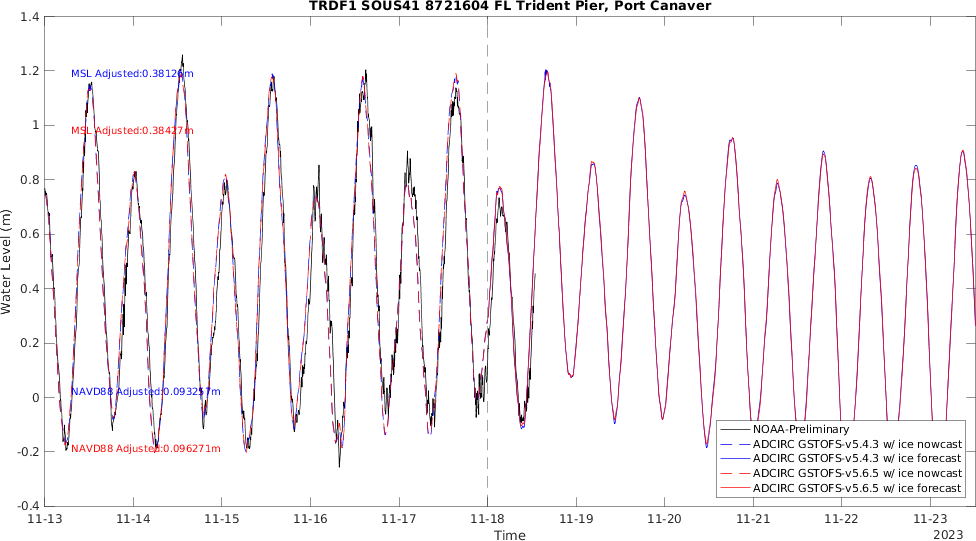 TRDF1 SOUS41 8721604 FL Trident Pier, Port Canaver
1.4
1.2
1
0.8
0.6
0.4
0.2
0
-0.2
-0.4
Water Level (m)
MSL Adjusted:0.38126m
MSL Adjusted:0.38427m
NAVD88 Adjusted:0.093257m
NAVD88 Adjusted:0.096271m
NOAA-Preliminary
ADCIRC GSTOFS-v5.4.3 w/ ice nowcast
ADCIRC GSTOFS-v5.4.3 w/ ice forecast
ADCIRC GSTOFS-v5.6.5 w/ ice nowcast
ADCIRC GSTOFS-v5.6.5 w/ ice forecast
11-13 11-14 11-15 11-16 11-17 11-18 11-19 11-20 11-21 11-22 11-23
Time
2023